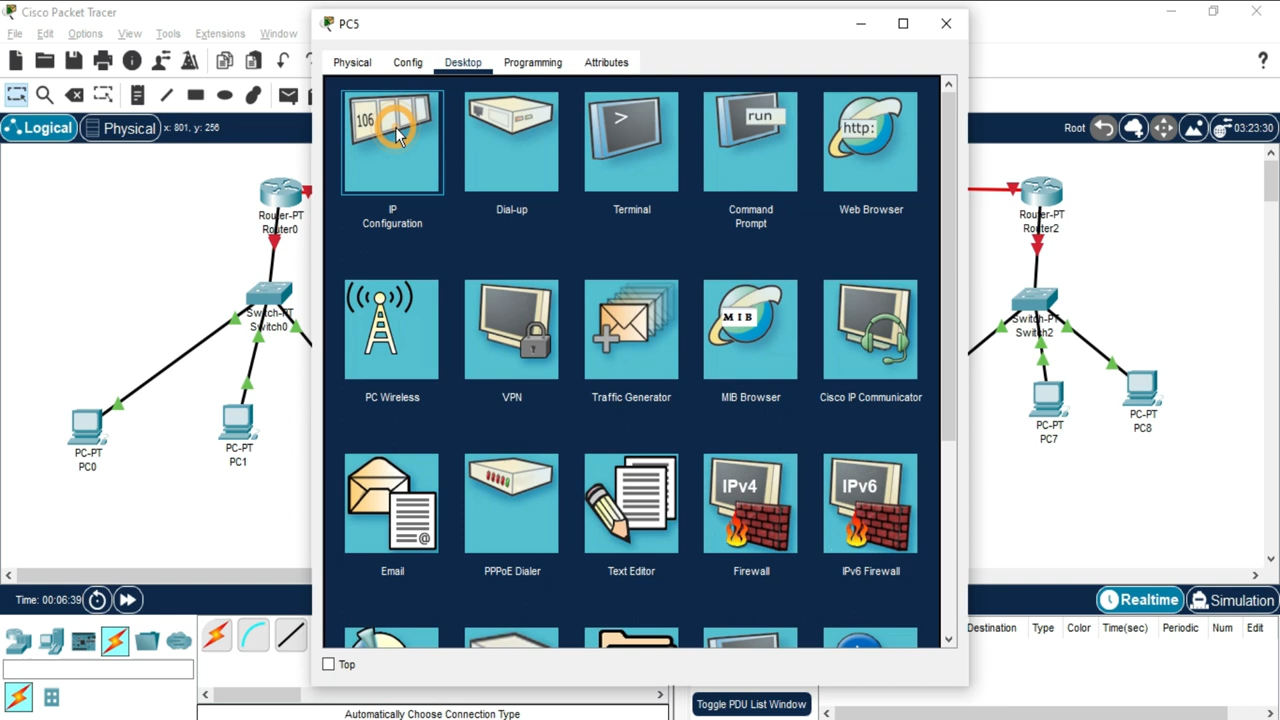 Cisco Packet Tracer
File Edit Options View Tools Extensions Window
?
Logical Physical x: 801, y: 256
Root 03:23:30
PC5
Physical Config Desktop Programming Attributes
106
>
run
http:
IP
Configuration
Dial-up
Terminal
Command
Prompt
Web Browser
MIB
PC Wireless
VPN
Traffic Generator
MIB Browser
Cisco IP Communicator
@
IPv4
IPv6
Email
PPPoE Dialer
Text Editor
Firewall
IPv6 Firewall
Top
Router-PT
Router0
Switch0
PC-PT
PC0
PC-PT
PC1
Router-PT
Router2
Switch-PT
Switch2
PC-PT
PC7
PC-PT
PC8
Time: 00:06:39
Realtime Simulation
Destination Type Color Time(sec) Periodic Num Edit
Automatically Choose Connection Type
Toggle PDU List Window